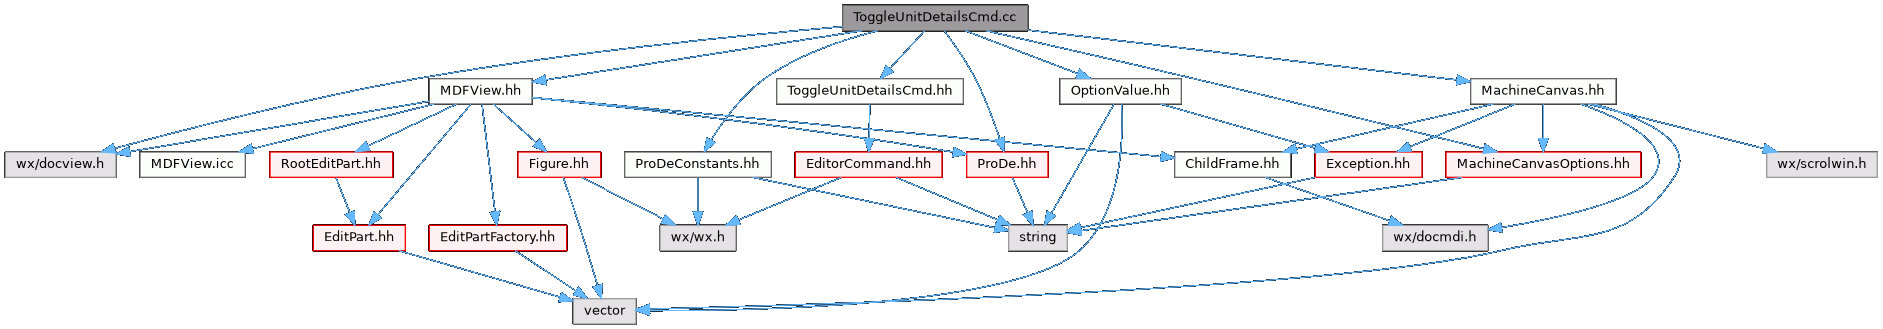 ToggleUnitDetailsCmd.cc
MDFView.hh
ToggleUnitDetailsCmd.hh
OptionValue.hh
MachineCanvas.hh
wx/docview.h
MDFView.icc
RootEditPart.hh
Figure.hh
ProDeConstants.hh
EditorCommand.hh
ProDe.hh
ChildFrame.hh
Exception.hh
MachineCanvasOptions.hh
wx/scrolwin.h
EditPart.hh
EditPartFactory.hh
wx/wx.h
string
wx/docmdi.h
vector